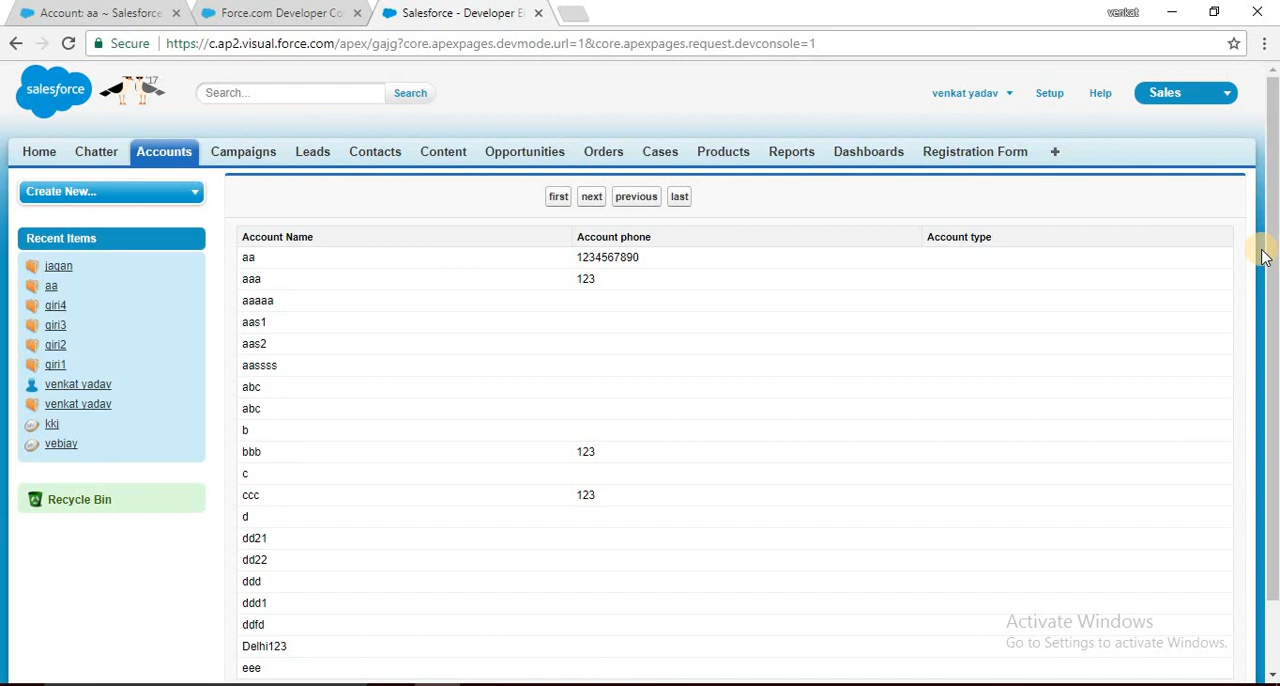 Account: aa ~ Salesforce
Force.com Developer Co
Salesforce - Developer E
venkat
Secure
https://c.ap2.visual.force.com/apex/gajg?core.apexpages.devmode.url=1&core.apexpages.request.devconsole=1
salesforce
'17
Search...
Search
venkat yadav
Setup
Help
Sales
Home
Chatter
Accounts
Campaigns
Leads
Contacts
Content
Opportunities
Orders
Cases
Products
Reports
Dashboards
Registration Form
+
Create New...
first
next
previous
last
Recent Items
jagan
aa
giri4
giri3
giri2
giri1
venkat yadav
venkat yadav
kkj
vebjay
Recycle Bin
Account Name Account phone Account type
aa 1234567890
aaa 123
aaaaa
aas1
aas2
aassss
abc
abc
b
bbb 123
c
ccc 123
d
dd21
dd22
ddd
ddd1
ddfd
Delhi123
eee
Activate Windows
Go to Settings to activate Windows.